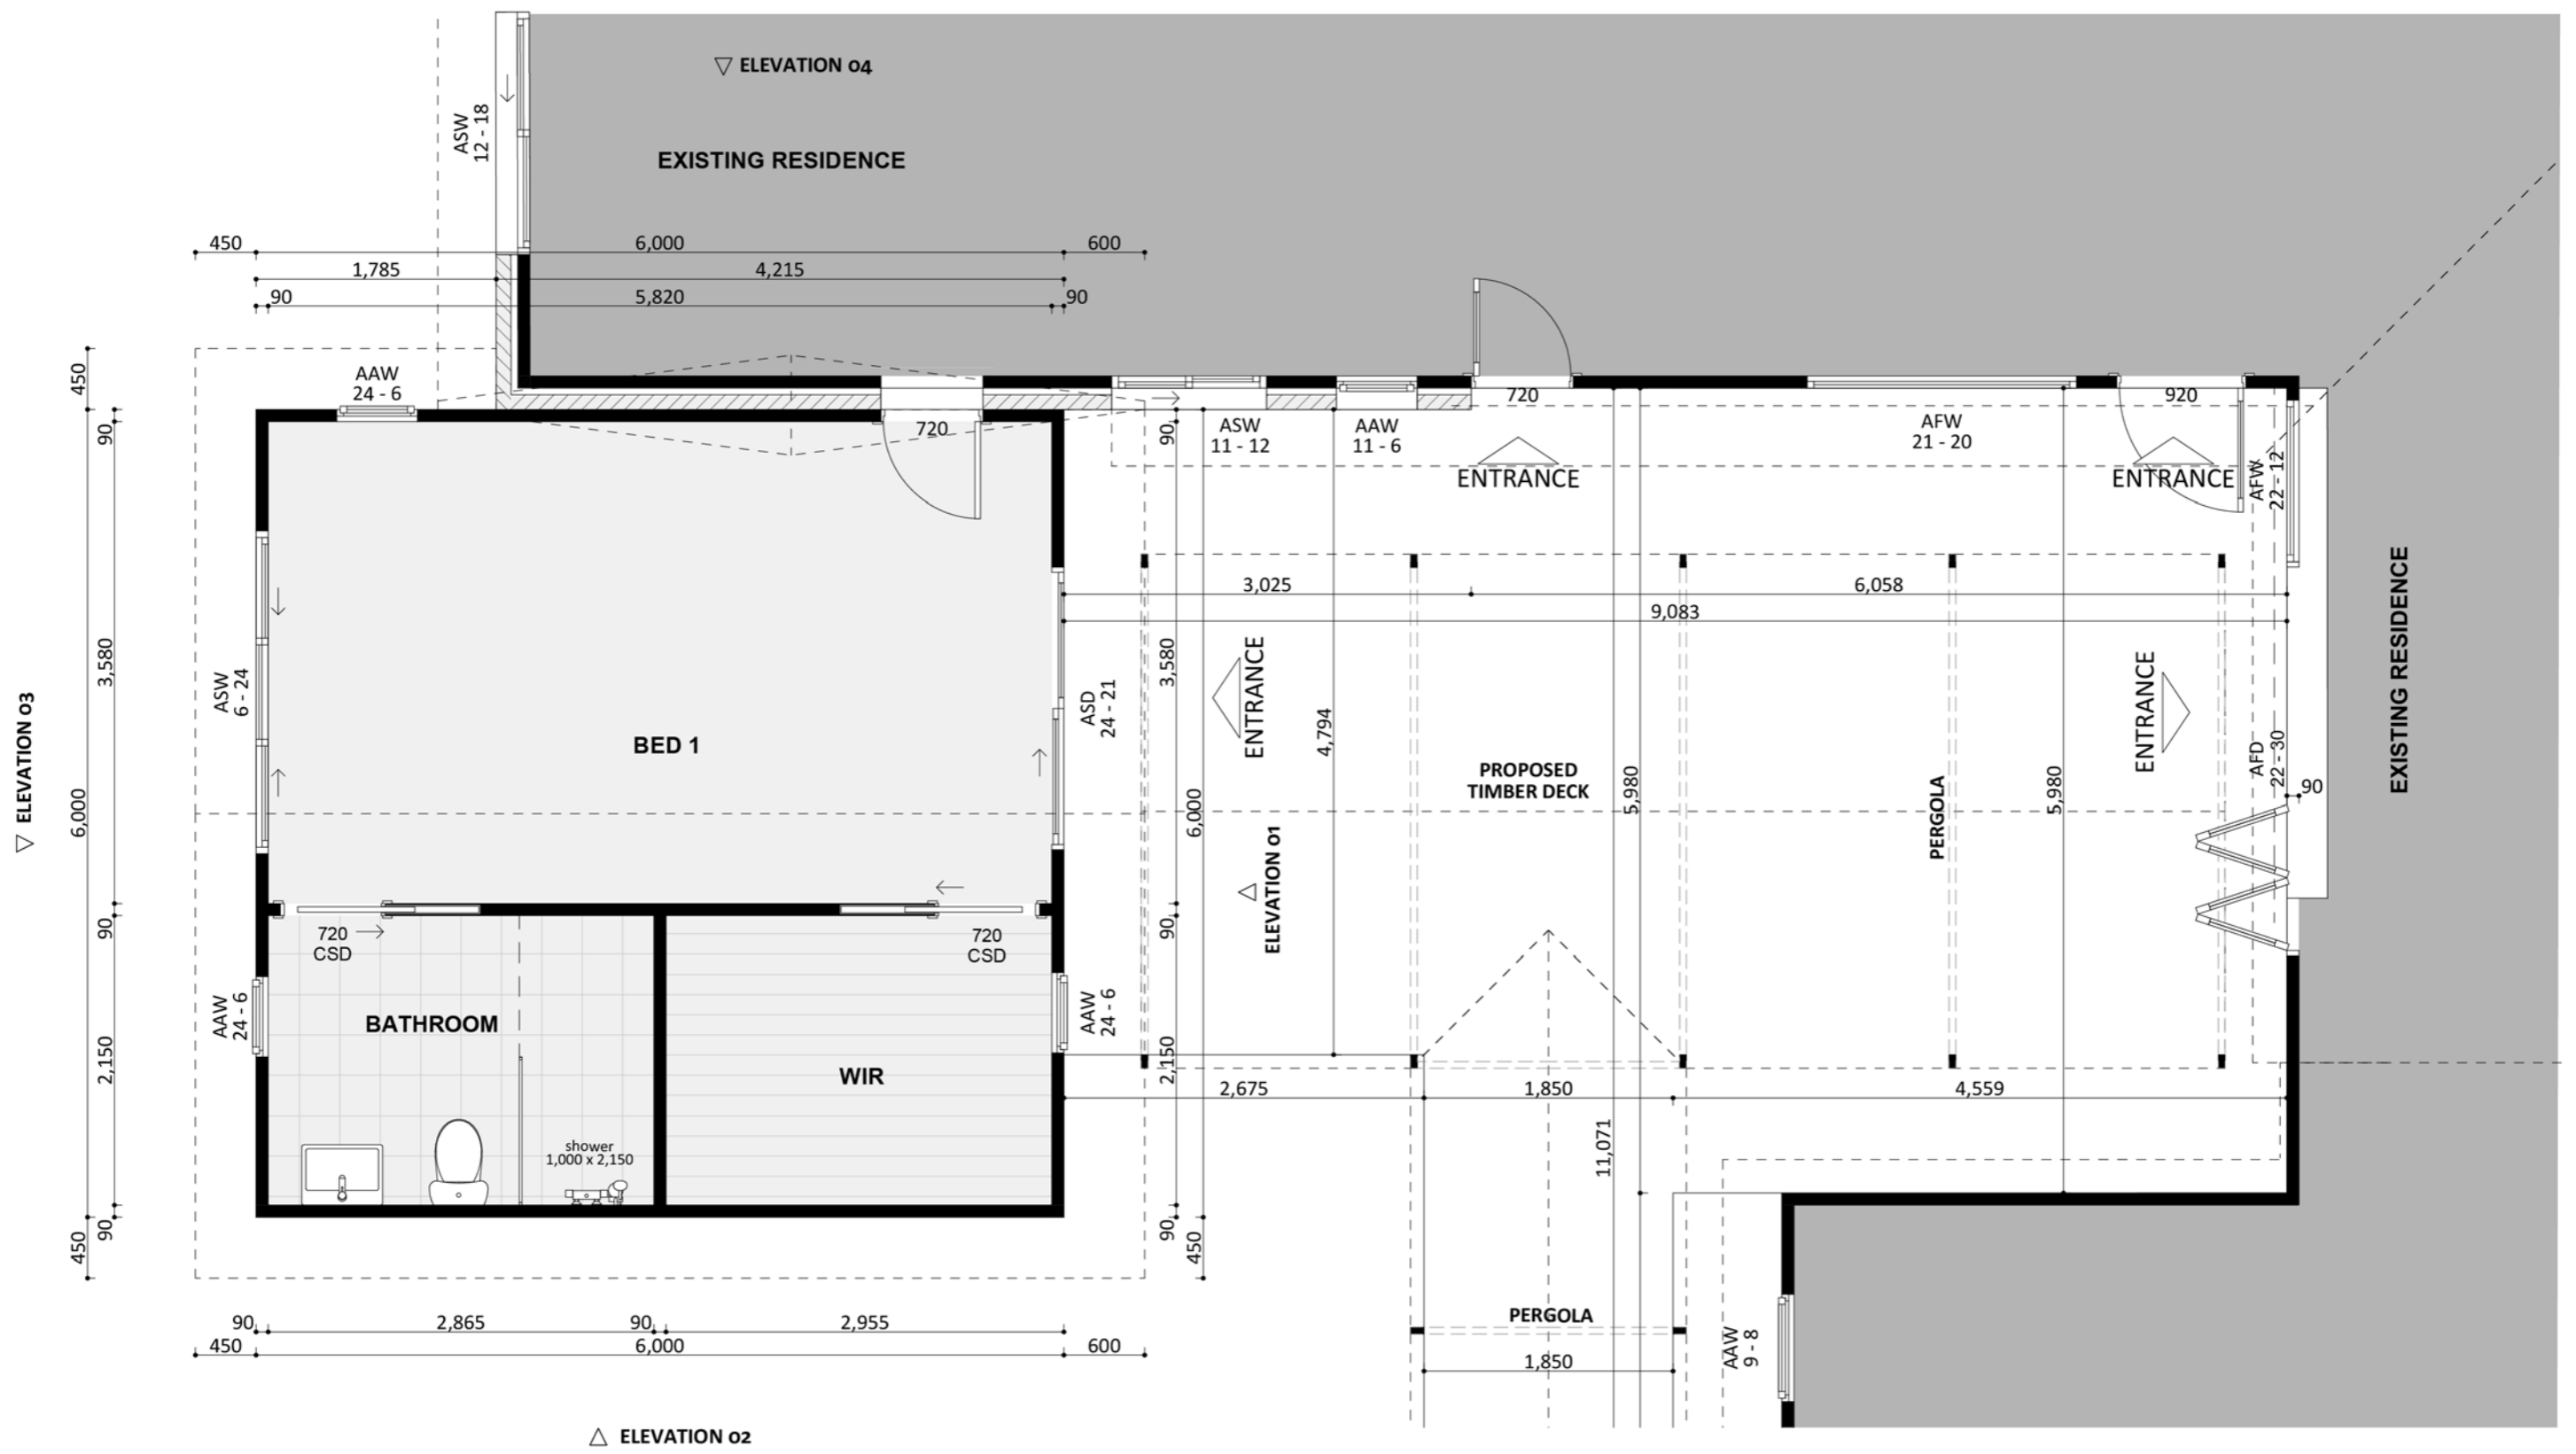 ▽ ELEVATION 04
ASW
12 - 18
EXISTING RESIDENCE
450
6,000
600
1,785
4,215
90
5,820
90
450
AAW
24 - 6
90
720
90
ASW
11 - 12
AAW
11 - 6
720
AFW
21 - 20
920
ENTRANCE
ENTRANCE
AFW
22 - 12
3,025
6,058
9,083
EXISTING RESIDENCE
3,580
ASW
6 - 24
BED 1
ASD
24 - 21
3,580
ENTRANCE
4,794
ENTRANCE
▽ ELEVATION 03
6,000
6,000
PROPOSED
TIMBER DECK
5,980
PERGOLA
5,980
AFD
22 - 30
90
△ ELEVATION 01
90
720
CSD
720
CSD
90
BATHROOM
AAW
24 - 6
AAW
24 - 6
WIR
2,150
2,150
2,675
1,850
4,559
shower
1,000 x 2,150
11,071
90
450
90
450
PERGOLA
90
2,865
90
2,955
450
6,000
600
1,850
AAW
9 - 8
△ ELEVATION 02